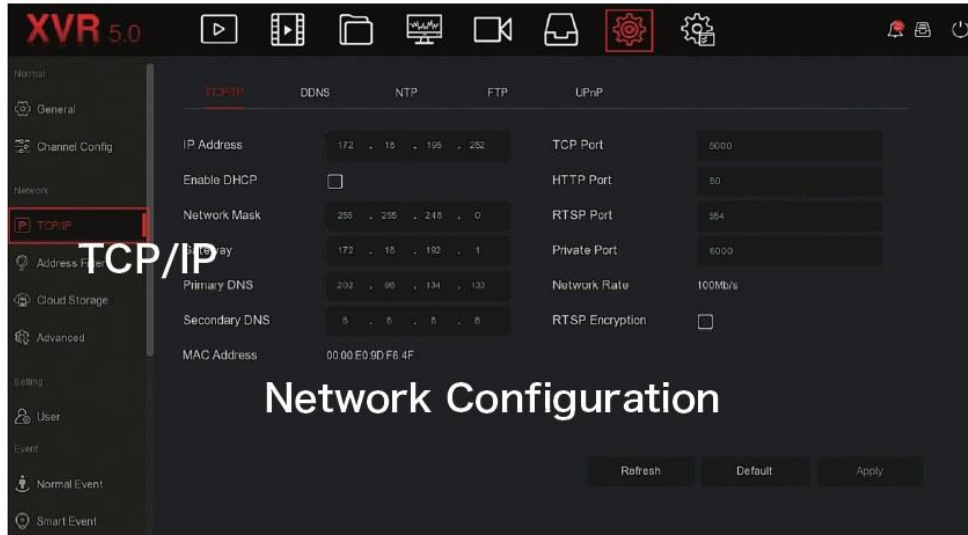 XVR 5.0
Normal
General
Channel Config
Network
TCP/IP
Address Filter
Cloud Storage
Advanced
Setting
User
Event
Normal Event
Smart Event
TCP/IP DDNS NTP FTP UPnP
IP Address 172 . 18 . 195 . 252
Enable DHCP
Network Mask 255 . 255 . 248 . 0
Gateway 172 . 18 . 192 . 1
Primary DNS 202 . 96 . 134 . 133
Secondary DNS 8 . 8 . 8 . 8
MAC Address 00:00:E0:9D:F6:4F
TCP Port 5000
HTTP Port 80
RTSP Port 554
Private Port 6000
Network Rate 100Mb/s
RTSP Encryption
TCP/IP
Network Configuration
Refresh Default Apply